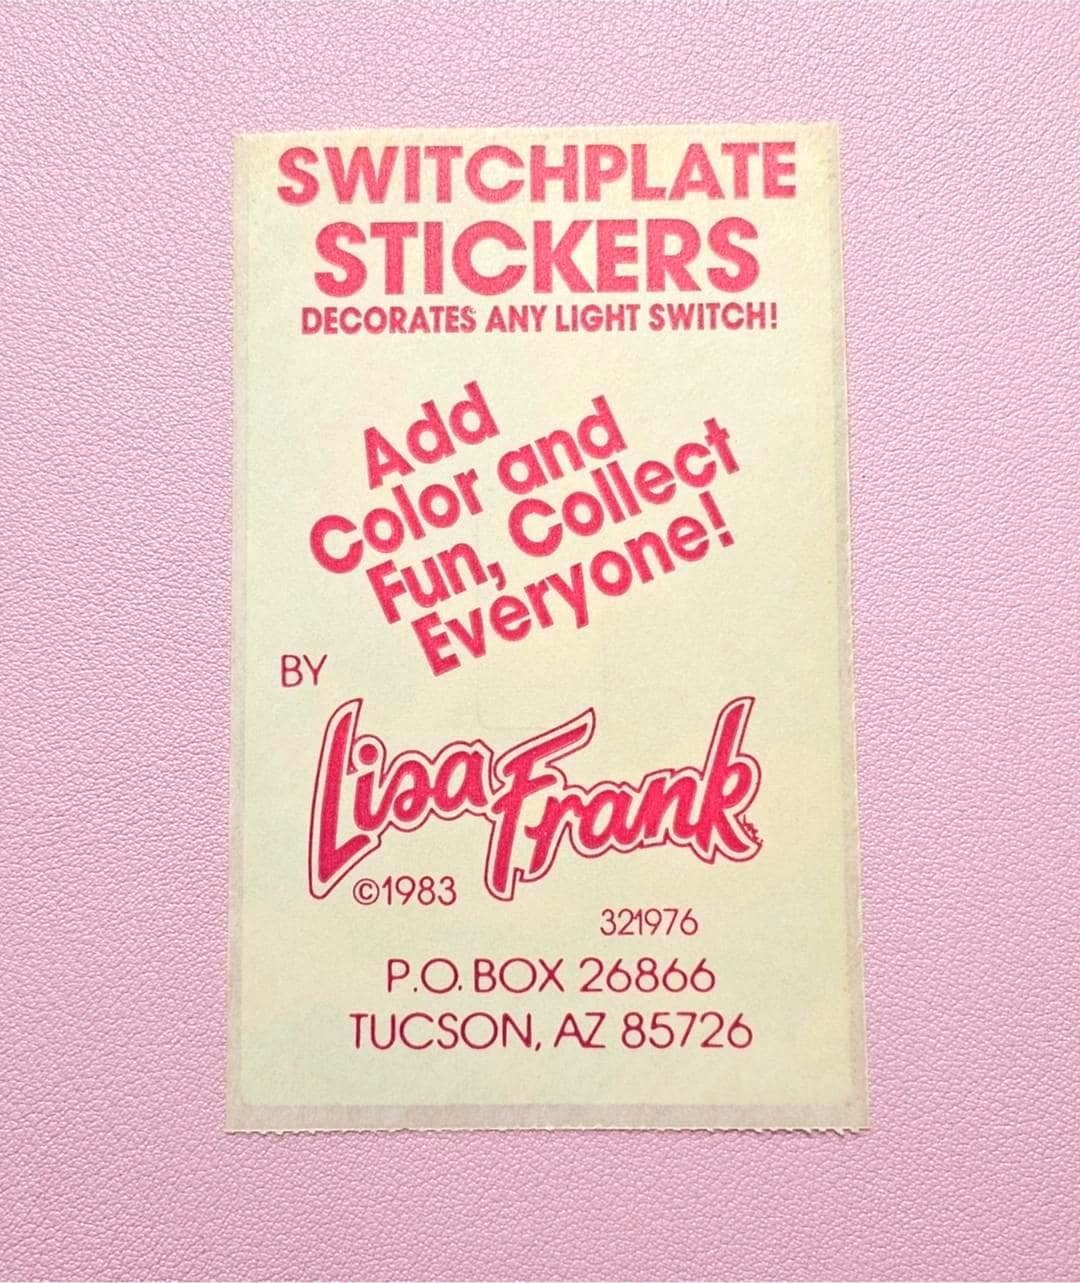 SWITCHPLATE
STICKERS
DECORATES ANY LIGHT SWITCH!
Add
Color and
Fun, Collect
Everyone!
BY
Lisa Frank
©1983
321976
P.O. BOX 26866
TUCSON, AZ 85726